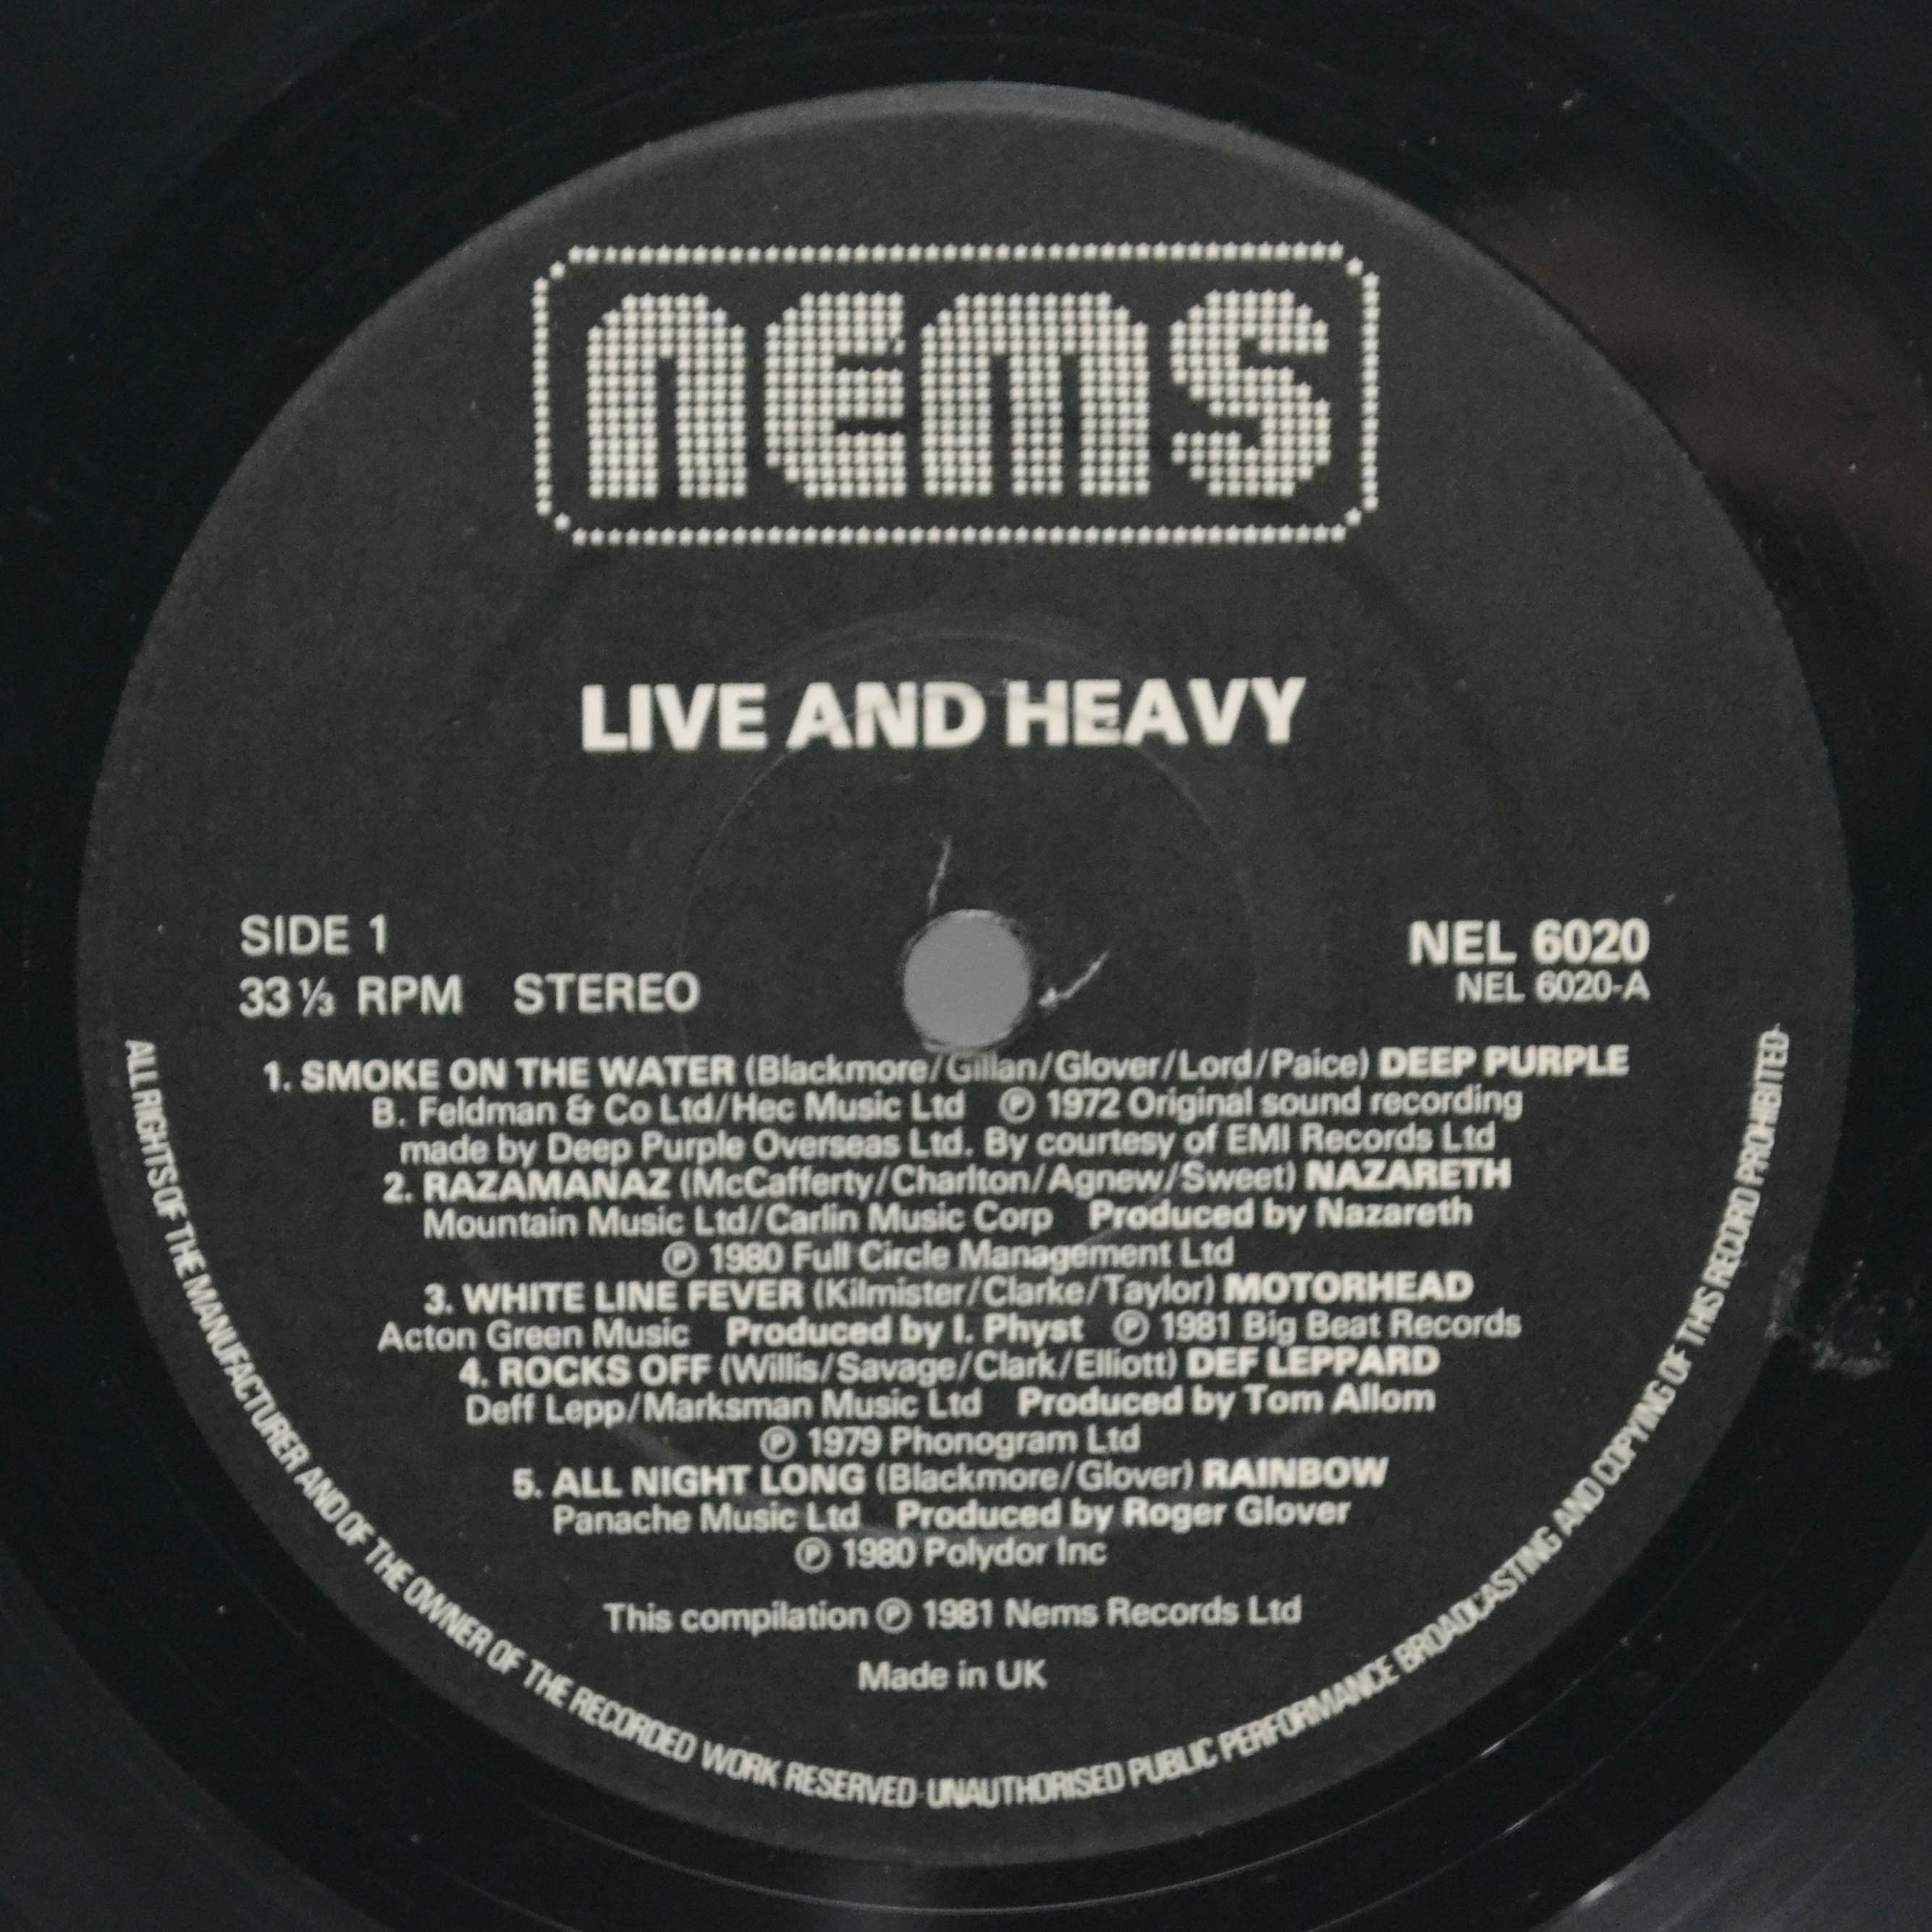 nems
LIVE AND HEAVY
SIDE 1
33⅓ RPM STEREO
NEL 6020
NEL 6020-A
1. SMOKE ON THE WATER (Blackmore/Gillan/Glover/Lord/Paice) DEEP PURPLE
B. Feldman & Co Ltd/Hec Music Ltd ℗ 1972 Original sound recording
made by Deep Purple Overseas Ltd. By courtesy of EMI Records Ltd
2. RAZAMANAZ (McCafferty/Charlton/Agnew/Sweet) NAZARETH
Mountain Music Ltd/Carlin Music Corp Produced by Nazareth
℗ 1980 Full Circle Management Ltd
3. WHITE LINE FEVER (Kilmister/Clarke/Taylor) MOTORHEAD
Acton Green Music Produced by I. Physt ℗ 1981 Big Beat Records
4. ROCKS OFF (Willis/Savage/Clark/Elliott) DEF LEPPARD
Deff Lepp/Marksman Music Ltd Produced by Tom Allom
℗ 1979 Phonogram Ltd
5. ALL NIGHT LONG (Blackmore/Glover) RAINBOW
Panache Music Ltd Produced by Roger Glover
℗ 1980 Polydor Inc
This compilation ℗ 1981 Nems Records Ltd
Made in UK
ALL RIGHTS OF THE MANUFACTURER AND OF THE OWNER OF THE RECORDED WORK RESERVED·UNAUTHORISED PUBLIC PERFORMANCE BROADCASTING AND COPYING OF THIS RECORD PROHIBITED·